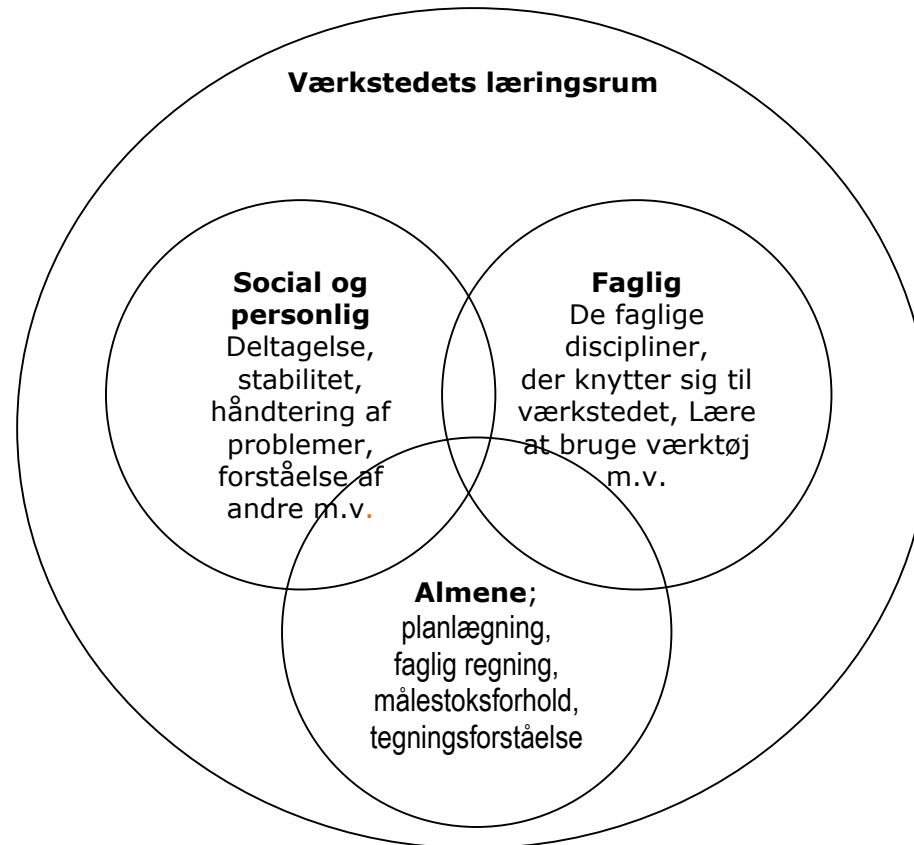 Værkstedets læringsrum
Social og
personlig
Deltagelse,
stabilitet,
håndtering af
problemer,
forståelse af
andre m.v.
Faglig
De faglige
discipliner,
der knytter sig til
værkstedet, Lære
at bruge værktøj
m.v.
Almene;
planlægning,
faglig regning,
målestoksforhold,
tegningsforståelse